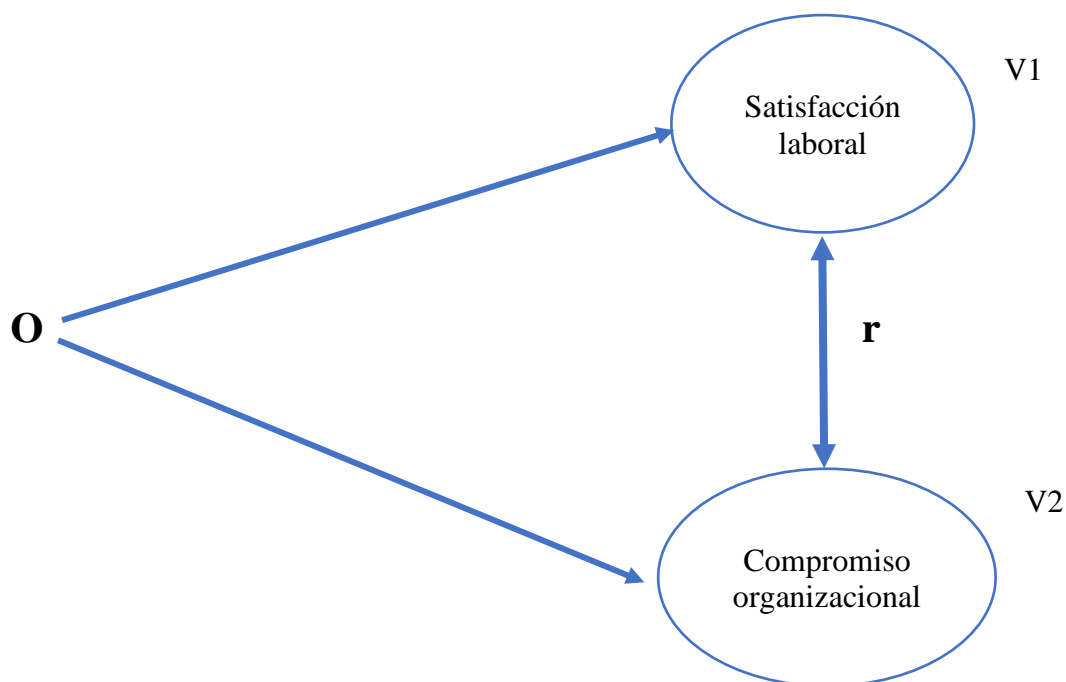 V1
Satisfacción
laboral
O
r
V2
Compromiso
organizacional